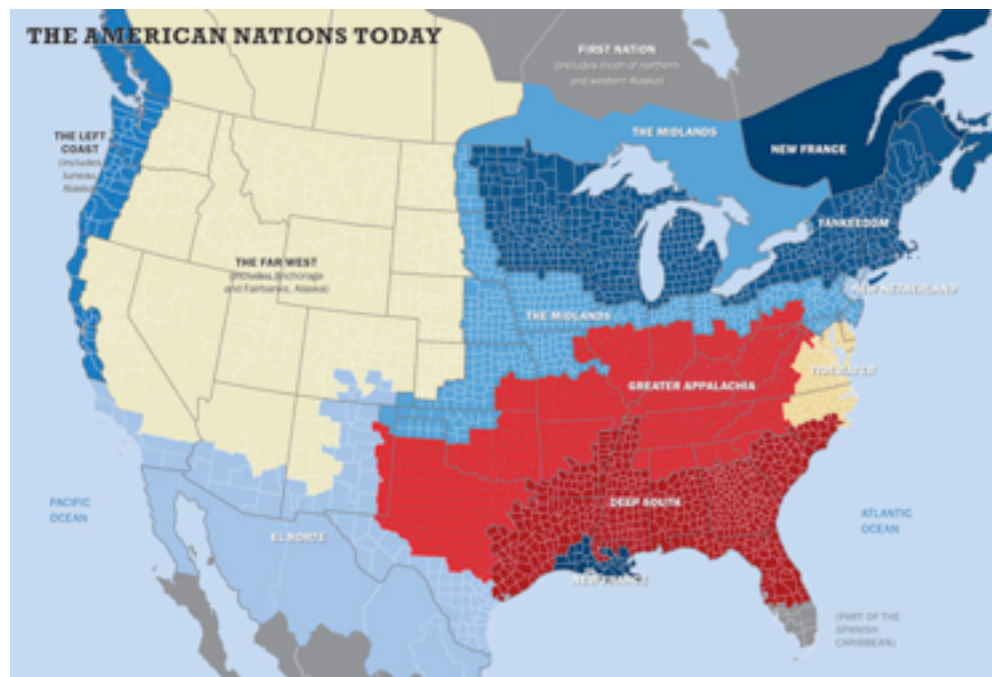 THE AMERICAN NATIONS TODAY
FIRST NATION
(Includes much of northern
and western Alaska)
THE LEFT
COAST
(Includes
Juneau,
Alaska)
THE MIDLANDS
NEW FRANCE
YANKEEDOM
THE FAR WEST
(Includes Anchorage
and Fairbanks, Alaska)
NEW NETHERLAND
THE MIDLANDS
TIDEWATER
GREATER APPALACHIA
DEEP SOUTH
PACIFIC
OCEAN
ATLANTIC
OCEAN
EL NORTE
NEW FRANCE
(PART OF THE
SPANISH
CARIBBEAN)